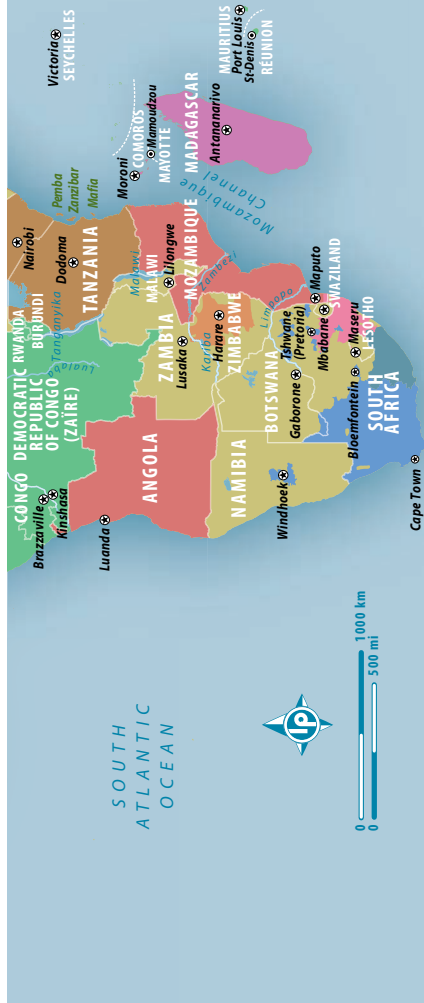 Victoria
SEYCHELLES
MAURITIUS
Port Louis
St-Denis
RÉUNION
Nairobi
Pemba
Zanzibar
Mafia
Moroni
COMOROS
Mamoudzou
MAYOTTE
MADAGASCAR
Antananarivo
Mozambique
Channel
Dodoma
TANZANIA
RWANDA
BURUNDI
Tanganyika
Lualaba
Malawi
MALAWI
Lilongwe
MOZAMBIQUE
Zambezi
CONGO
DEMOCRATIC
REPUBLIC
OF CONGO
(ZAÏRE)
Brazzaville
Kinshasa
ZAMBIA
Lusaka
Kariba
Harare
ZIMBABWE
Limpopo
Luanda
ANGOLA
NAMIBIA
Windhoek
BOTSWANA
Gaborone
Tshwane
(Pretoria)
Maputo
Mbabane
SWAZILAND
Maseru
LESOTHO
Bloemfontein
SOUTH
AFRICA
Cape Town
SOUTH
ATLANTIC
OCEAN
lp
0 1000 km
0 500 mi